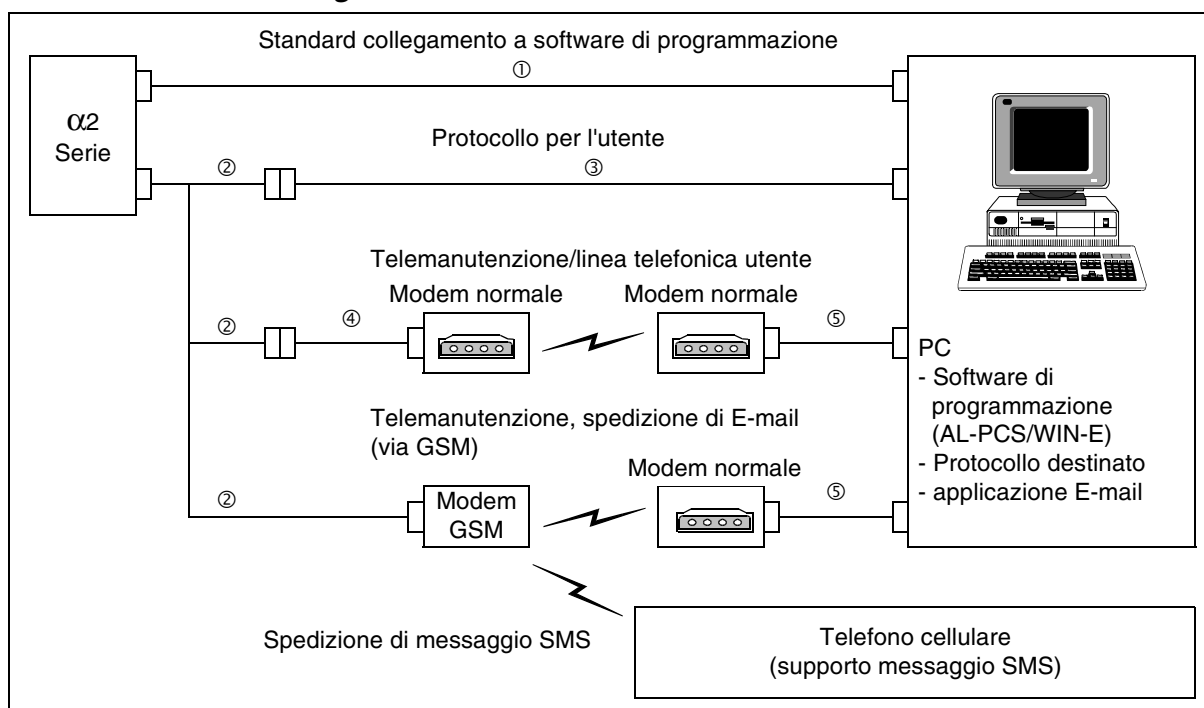 Standard collegamento a software di programmazione
①
α2
Serie
Protocollo per l'utente
②
③
Telemanutenzione/linea telefonica utente
Modem normale
Modem normale
②
④
⑤
PC
- Software di
programmazione
(AL-PCS/WIN-E)
- Protocollo destinato
- applicazione E-mail
Telemanutenzione, spedizione di E-mail
(via GSM)
Modem normale
②
⑤
Modem
GSM
Spedizione di messaggio SMS
Telefono cellulare
(supporto messaggio SMS)